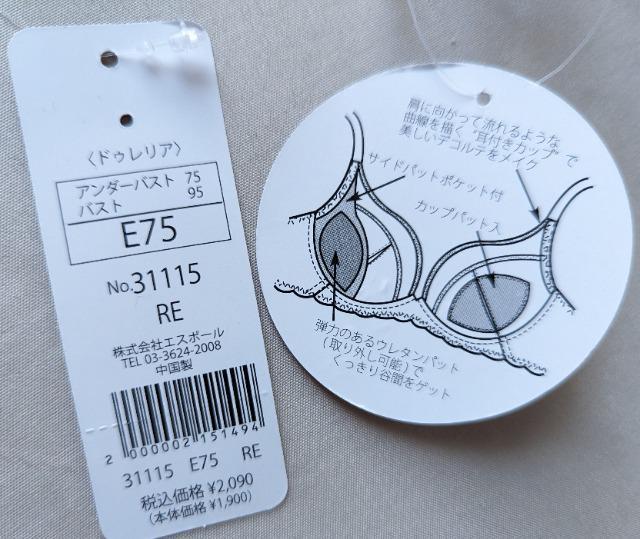 〈ドゥレリア〉
アンダーバスト 75
バスト 95
E75
No.31115
RE
株式会社エスポール
TEL 03-3624-2008
中国製
2 000002 151494
31115 E75 RE
税込価格 ¥2,090
(本体価格 ¥1,900)
肩に向かって流れるような
曲線を描く"耳付きカップ"で
美しいデコルテをメイク
サイドパットポケット付
カップパット入
弾力のあるウレタンパット
(取り外し可能)で
くっきり谷間をゲット